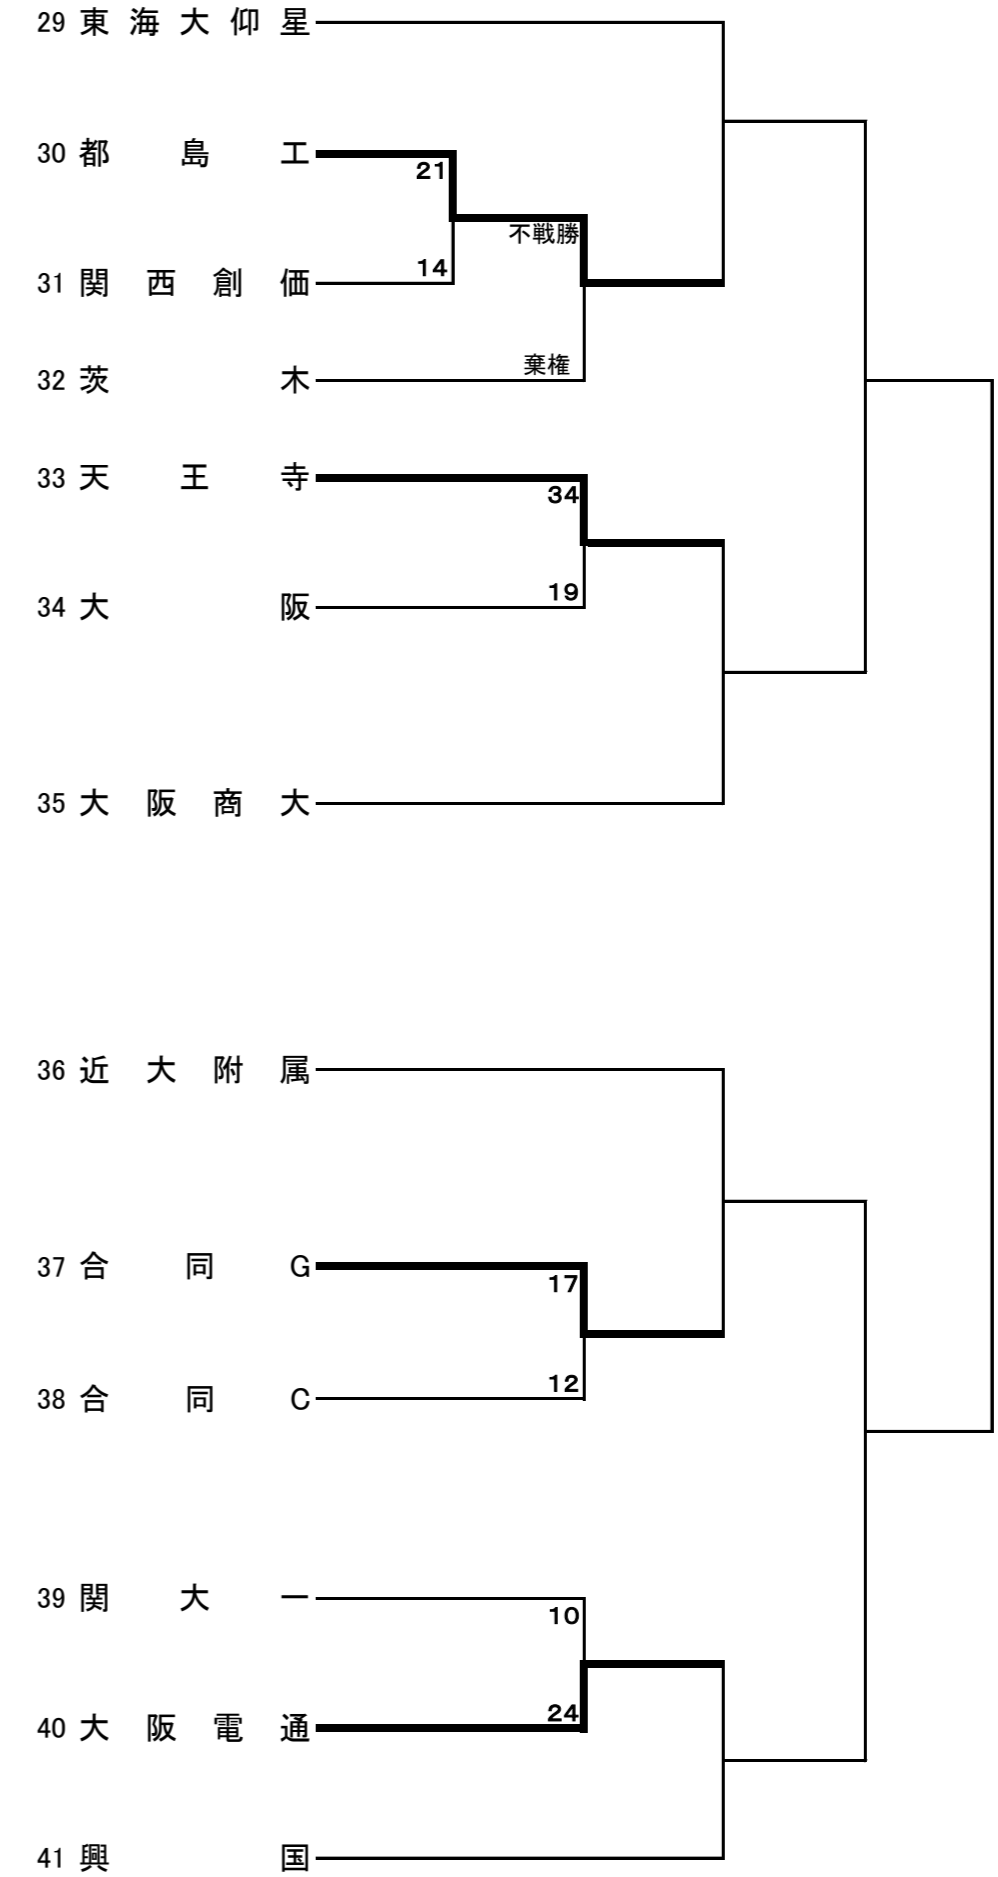 29 東海大仰星
30 都島工
21
不戦勝
14
31 関西創価
棄権
32 茨木
33 天王寺
34
19
34 大阪
35 大阪商大
36 近大附属
37 合同G
17
12
38 合同C
39 関大一
10
24
40 大阪電通
41 興国